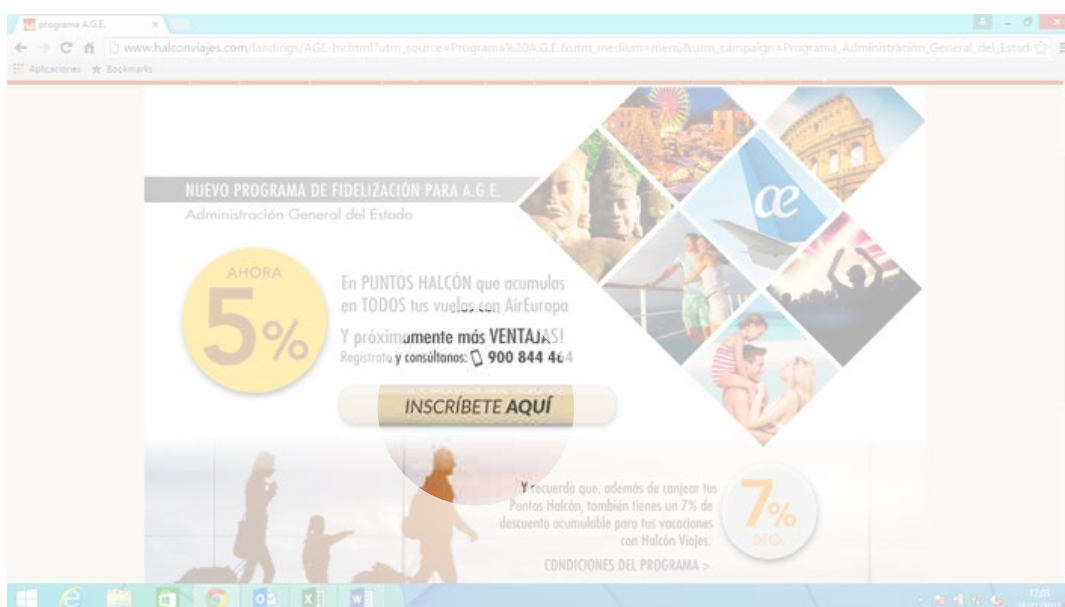 programa A.G.E.
www.halconviajes.com/landings/AGE-hv.html?utm_source=Programa%20A.G.E.&utm_medium=menú&utm_campaign=Programa_Administración_General_del_Estad
Aplicaciones Bookmarks
NUEVO PROGRAMA DE FIDELIZACIÓN PARA A.G.E.
Administración General del Estado
AHORA
5%
En PUNTOS HALCÓN que acumulas
en TODOS tus vuelos con AirEuropa
Y próximamente más VENTAJAS!
Regístrate y consúltanos: 900 844 464
INSCRÍBETE AQUÍ
Y recuerda que, además de canjear tus
Puntos Halcón, también tienes un 7% de
descuento acumulable para tus vacaciones
con Halcón Viajes.
7%
DTO.
CONDICIONES DEL PROGRAMA >
17:05